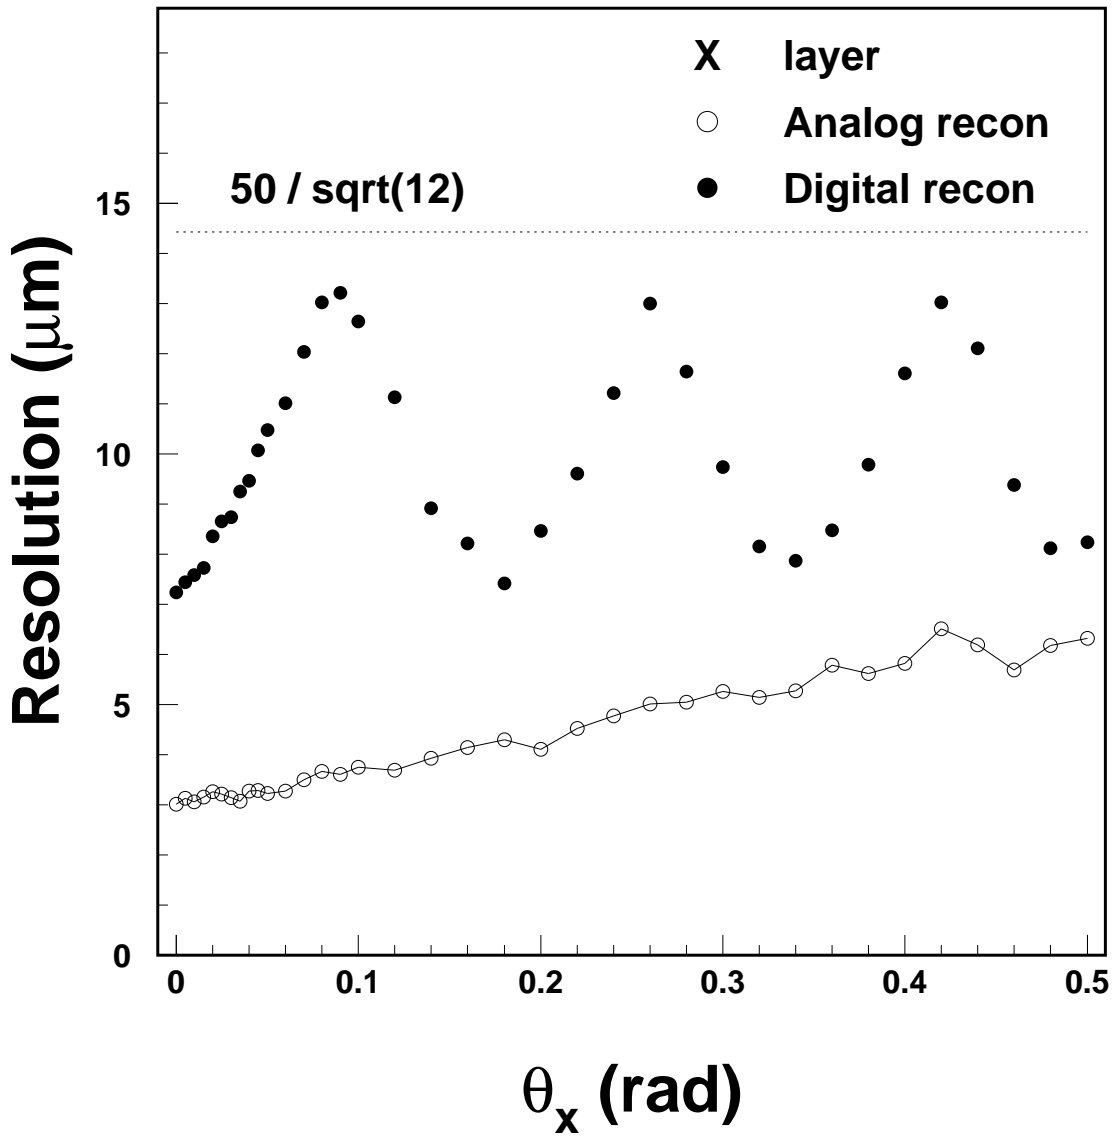 X layer
Analog recon
Digital recon
50 / sqrt(12)
15
10
5
0
Resolution (μm)
0 0.1 0.2 0.3 0.4 0.5
θx (rad)